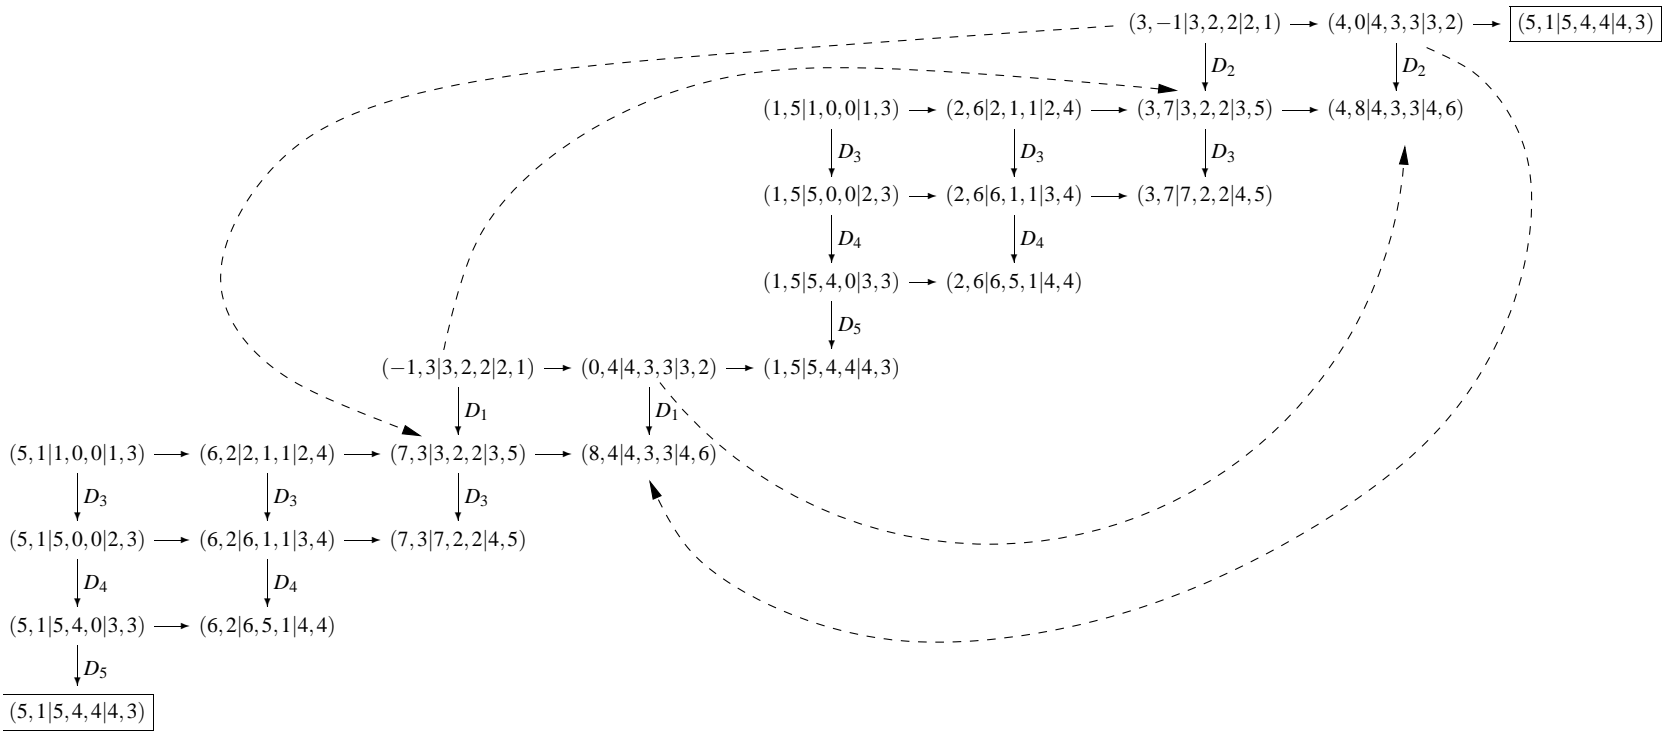 (3,−1|3,2,2|2,1) (4,0|4,3,3|3,2) (5,1|5,4,4|4,3)
D₂ D₂
(1,5|1,0,0|1,3) (2,6|2,1,1|2,4) (3,7|3,2,2|3,5) (4,8|4,3,3|4,6)
D₃ D₃ D₃
(1,5|5,0,0|2,3) (2,6|6,1,1|3,4) (3,7|7,2,2|4,5)
D₄ D₄
(1,5|5,4,0|3,3) (2,6|6,5,1|4,4)
D₅
(−1,3|3,2,2|2,1) (0,4|4,3,3|3,2) (1,5|5,4,4|4,3)
D₁ D₁
(5,1|1,0,0|1,3) (6,2|2,1,1|2,4) (7,3|3,2,2|3,5) (8,4|4,3,3|4,6)
D₃ D₃ D₃
(5,1|5,0,0|2,3) (6,2|6,1,1|3,4) (7,3|7,2,2|4,5)
D₄ D₄
(5,1|5,4,0|3,3) (6,2|6,5,1|4,4)
D₅
(5,1|5,4,4|4,3)